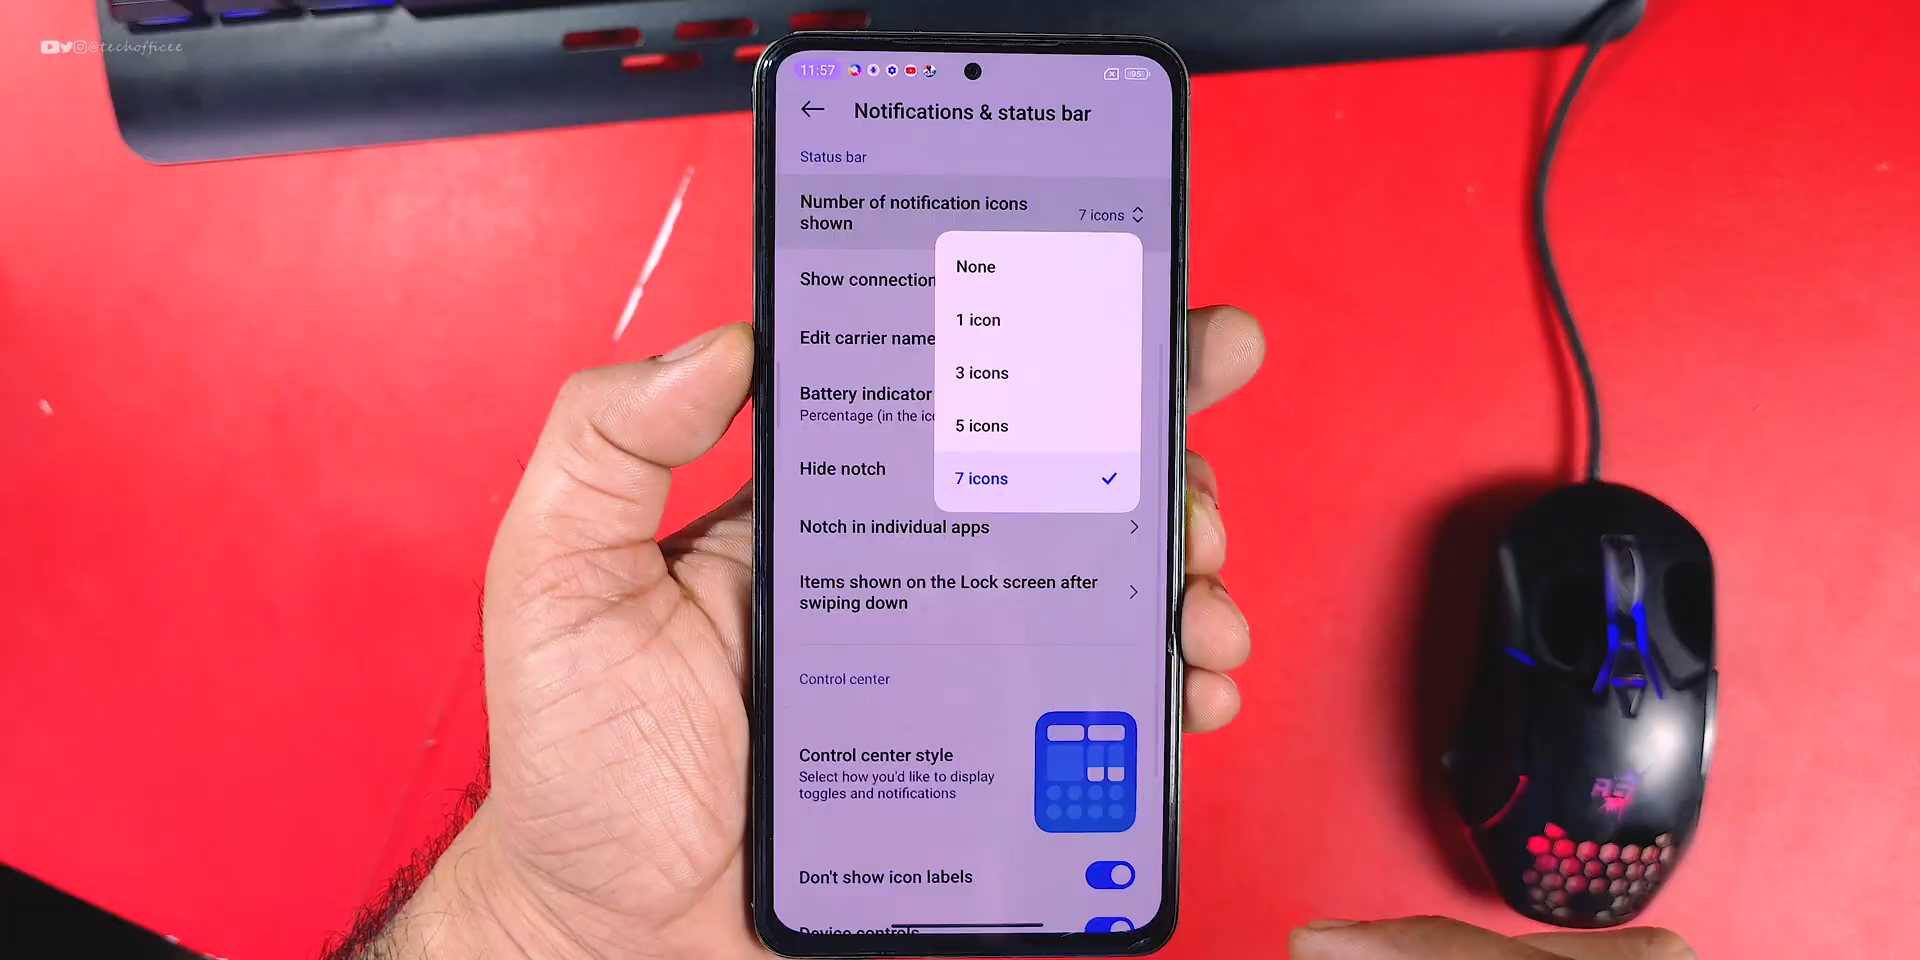 @techofficee
11:57
95
Notifications & status bar
Status bar
Number of notification icons
shown
7 icons
None
Show connection
1 icon
Edit carrier name
3 icons
Battery indicator
Percentage (in the
5 icons
Hide notch
7 icons
Notch in individual apps
Items shown on the Lock screen after
swiping down
Control center
Control center style
Select how you'd like to display
toggles and notifications
Don't show icon labels
Device controls